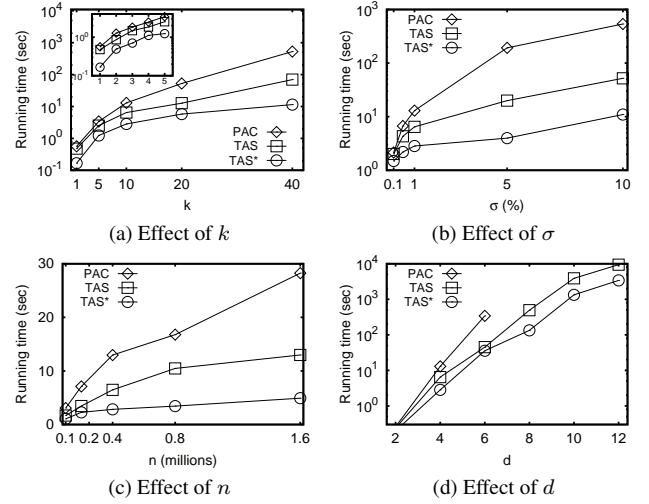 Running time (sec)
10^4
10^3
10^2
10^1
10^0
10^-1
10^0
10^-1
1 2 3 4 5
PAC
TAS
TAS*
1 5 10 20 40
k
(a) Effect of k
Running time (sec)
10^3
10^2
10^1
10^0
PAC
TAS
TAS*
0.1 1 5 10
σ (%)
(b) Effect of σ
Running time (sec)
30
20
10
0
PAC
TAS
TAS*
0.1 0.2 0.4 0.8 1.6
n (millions)
(c) Effect of n
Running time (sec)
10^4
10^3
10^2
10^1
10^0
PAC
TAS
TAS*
2 4 6 8 10 12
d
(d) Effect of d